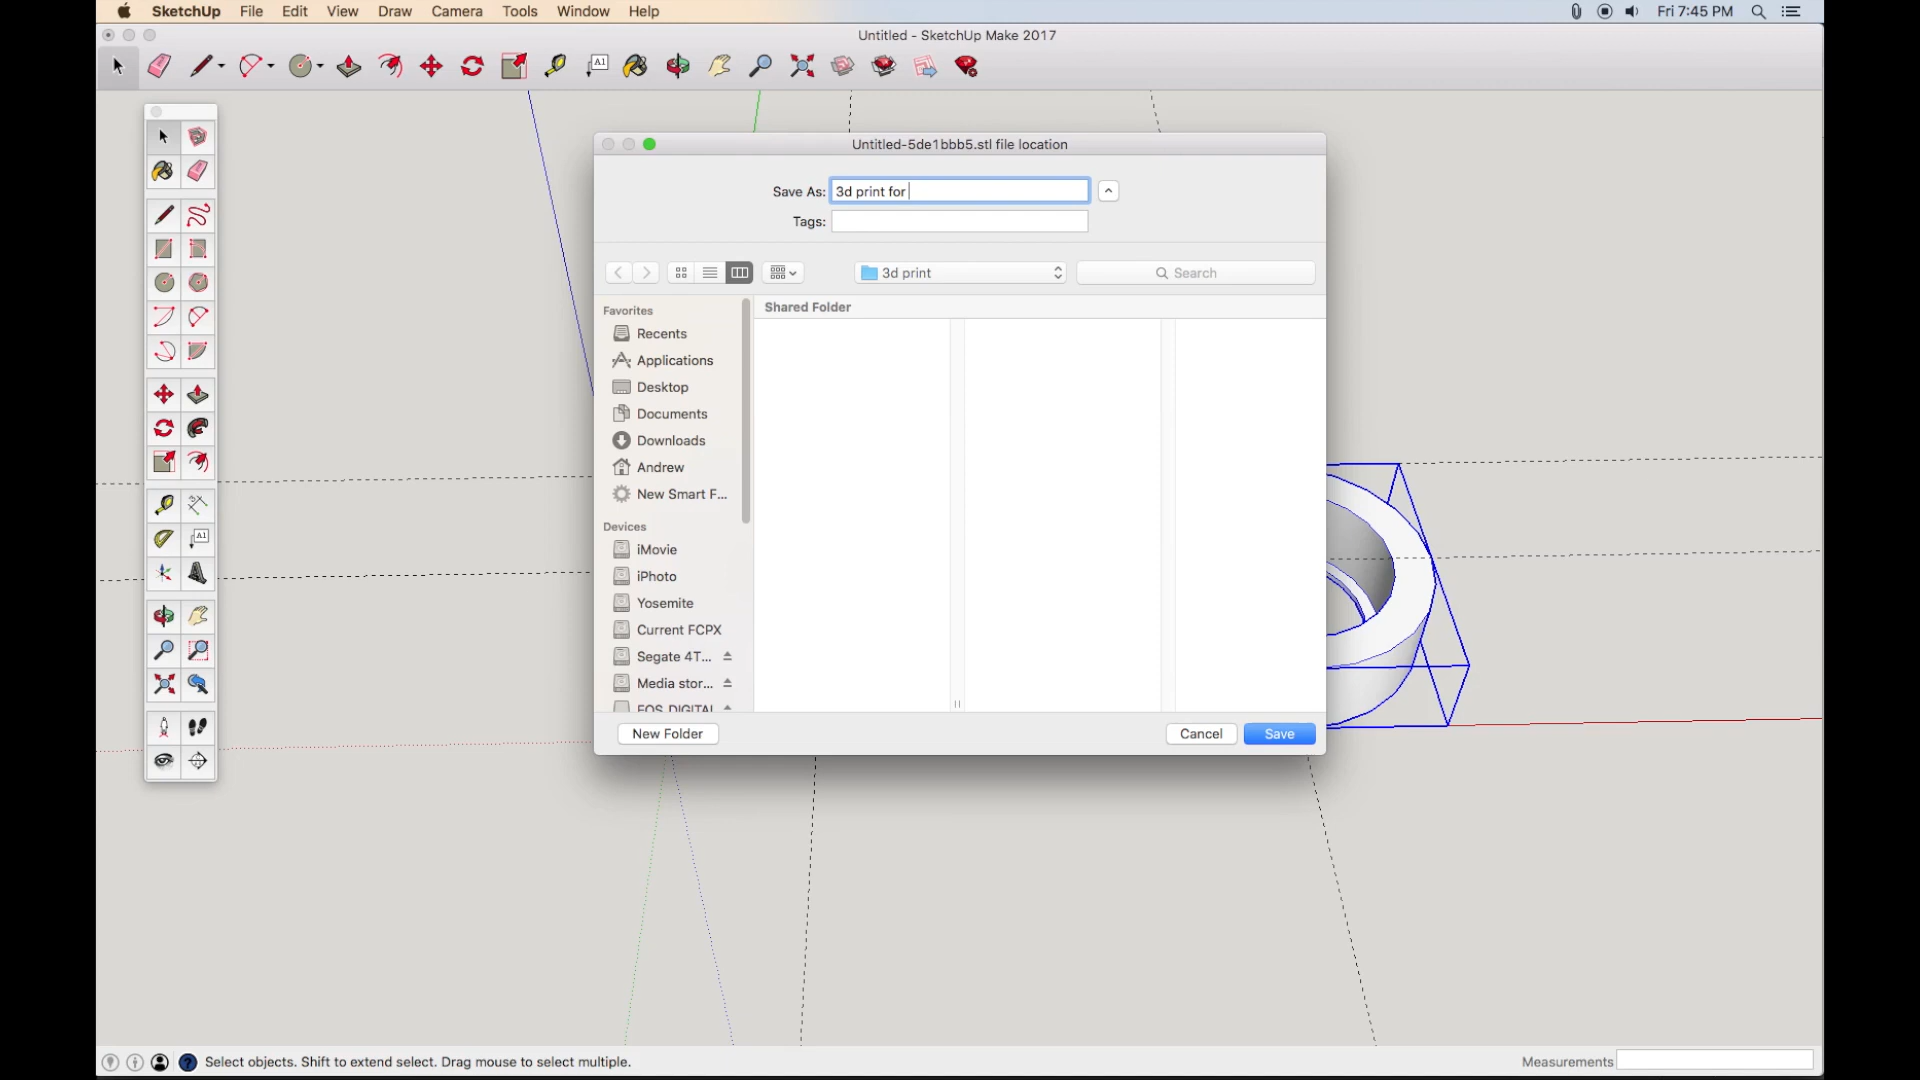 SketchUp File Edit View Draw Camera Tools Window Help Fri 7:45 PM
Untitled - SketchUp Make 2017
A1
Untitled-5de1bbb5.stl file location
Save As: 3d print for
Tags:
3d print
Search
Favorites
Recents
Applications
Desktop
Documents
Downloads
Andrew
New Smart F...
Devices
iMovie
iPhoto
Yosemite
Current FCPX
Segate 4T...
Media stor...
EOS_DIGITAL
Shared Folder
A1
New Folder
Cancel
Save
Select objects. Shift to extend select. Drag mouse to select multiple.
Measurements